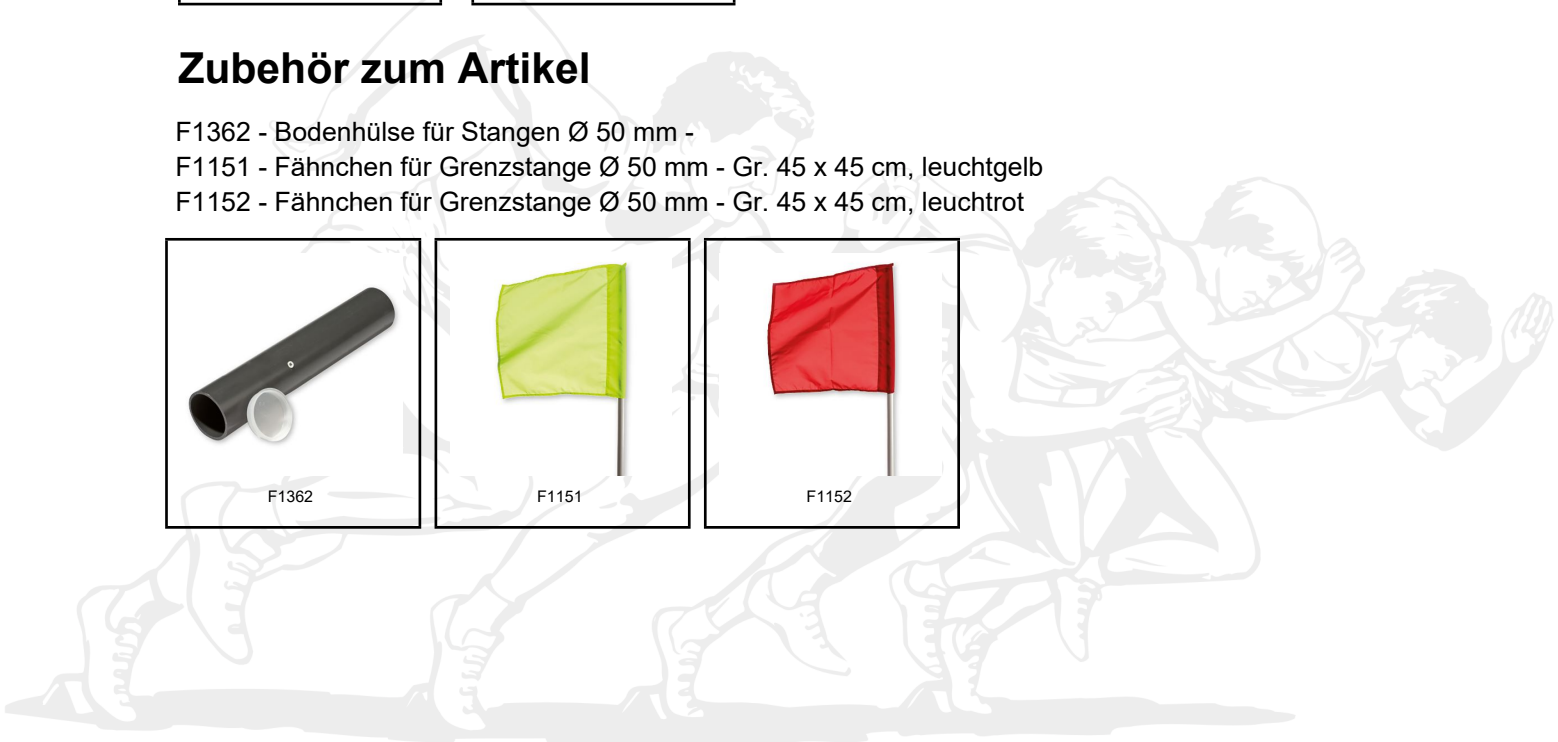 Zubehör zum Artikel
F1362 - Bodenhülse für Stangen Ø 50 mm -
F1151 - Fähnchen für Grenzstange Ø 50 mm - Gr. 45 x 45 cm, leuchtgelb
F1152 - Fähnchen für Grenzstange Ø 50 mm - Gr. 45 x 45 cm, leuchtrot
F1362
F1151
F1152